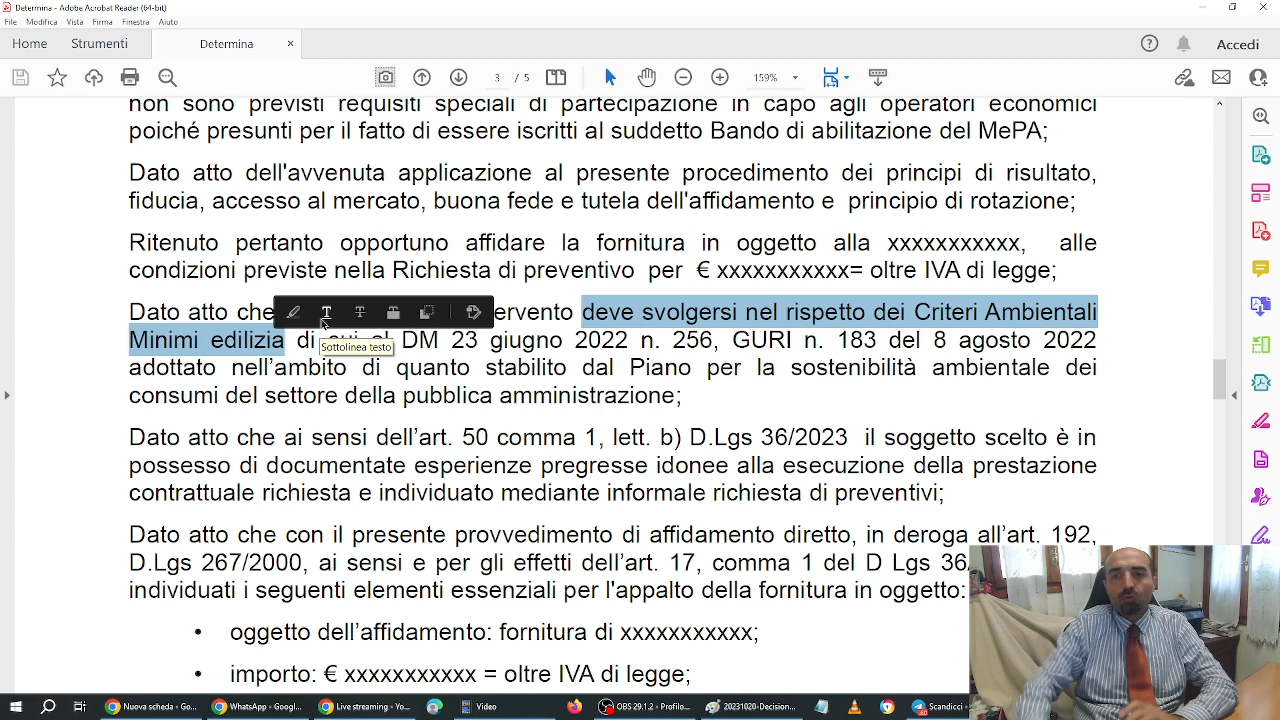 Determina - Adobe Acrobat Reader (64-bit)
File Modifica Vista Firma Finestra Aiuto
Home Strumenti Determina × Accedi
3 / 5 159%
non sono previsti requisiti speciali di partecipazione in capo agli operatori economici
poiché presunti per il fatto di essere iscritti al suddetto Bando di abilitazione del MePA;
Dato atto dell'avvenuta applicazione al presente procedimento dei principi di risultato,
fiducia, accesso al mercato, buona fede e tutela dell'affidamento e principio di rotazione;
Ritenuto pertanto opportuno affidare la fornitura in oggetto alla xxxxxxxxxxx, alle
condizioni previste nella Richiesta di preventivo per € xxxxxxxxxxx= oltre IVA di legge;
Dato atto che ervento deve svolgersi nel rispetto dei Criteri Ambientali
Minimi edilizia di cui al DM 23 giugno 2022 n. 256, GURI n. 183 del 8 agosto 2022
Sottolinea testo
adottato nell'ambito di quanto stabilito dal Piano per la sostenibilità ambientale dei
consumi del settore della pubblica amministrazione;
Dato atto che ai sensi dell'art. 50 comma 1, lett. b) D.Lgs 36/2023 il soggetto scelto è in
possesso di documentate esperienze pregresse idonee alla esecuzione della prestazione
contrattuale richiesta e individuato mediante informale richiesta di preventivi;
Dato atto che con il presente provvedimento di affidamento diretto, in deroga all'art. 192,
D.Lgs 267/2000, ai sensi e per gli effetti dell'art. 17, comma 1 del D Lgs 36
individuati i seguenti elementi essenziali per l'appalto della fornitura in oggetto:
• oggetto dell'affidamento: fornitura di xxxxxxxxxxx;
• importo: € xxxxxxxxxxx = oltre IVA di legge;
Nuova scheda - Go... WhatsApp - Googl... Live streaming - Yo... Video OBS 29.1.2 - Profilo... 20231020-Decision... Candicci -